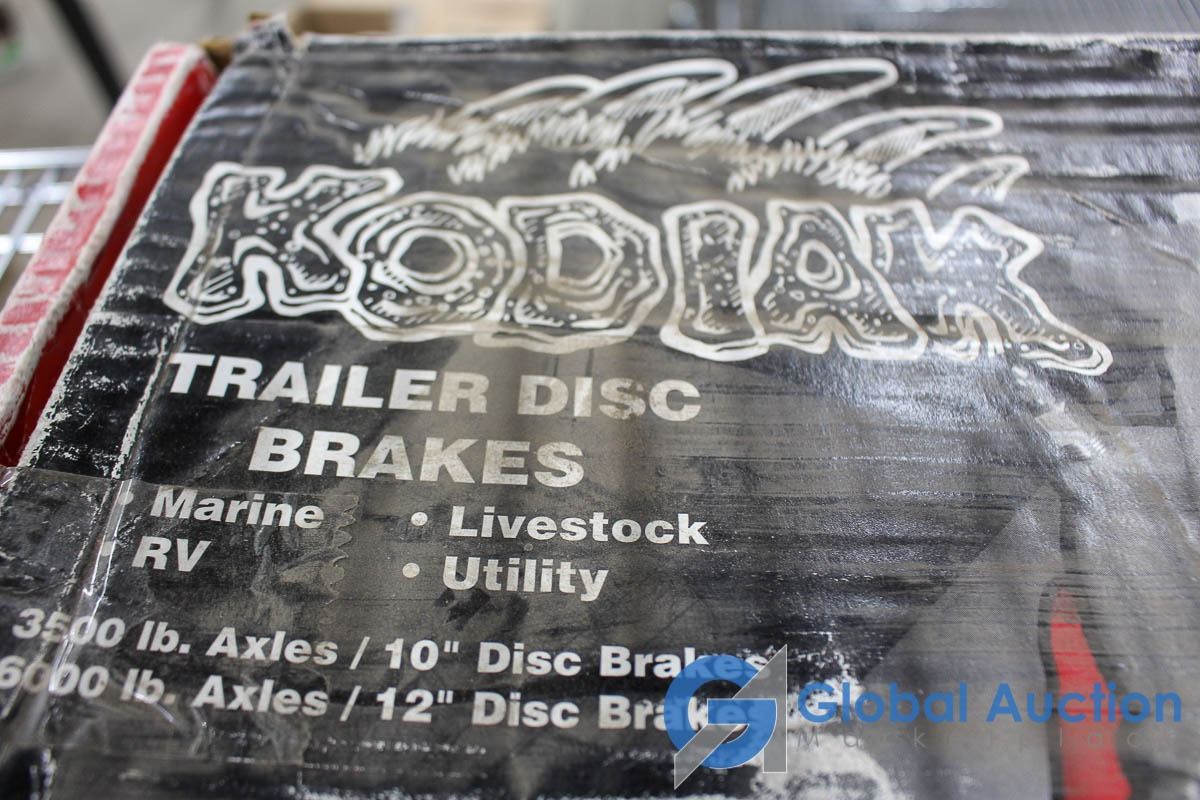 KODIAK
TRAILER DISC
BRAKES
• Marine • Livestock
• RV • Utility
3500 lb. Axles / 10" Disc Brakes
6000 lb. Axles / 12" Disc Brakes
Global Auction
Marketplace